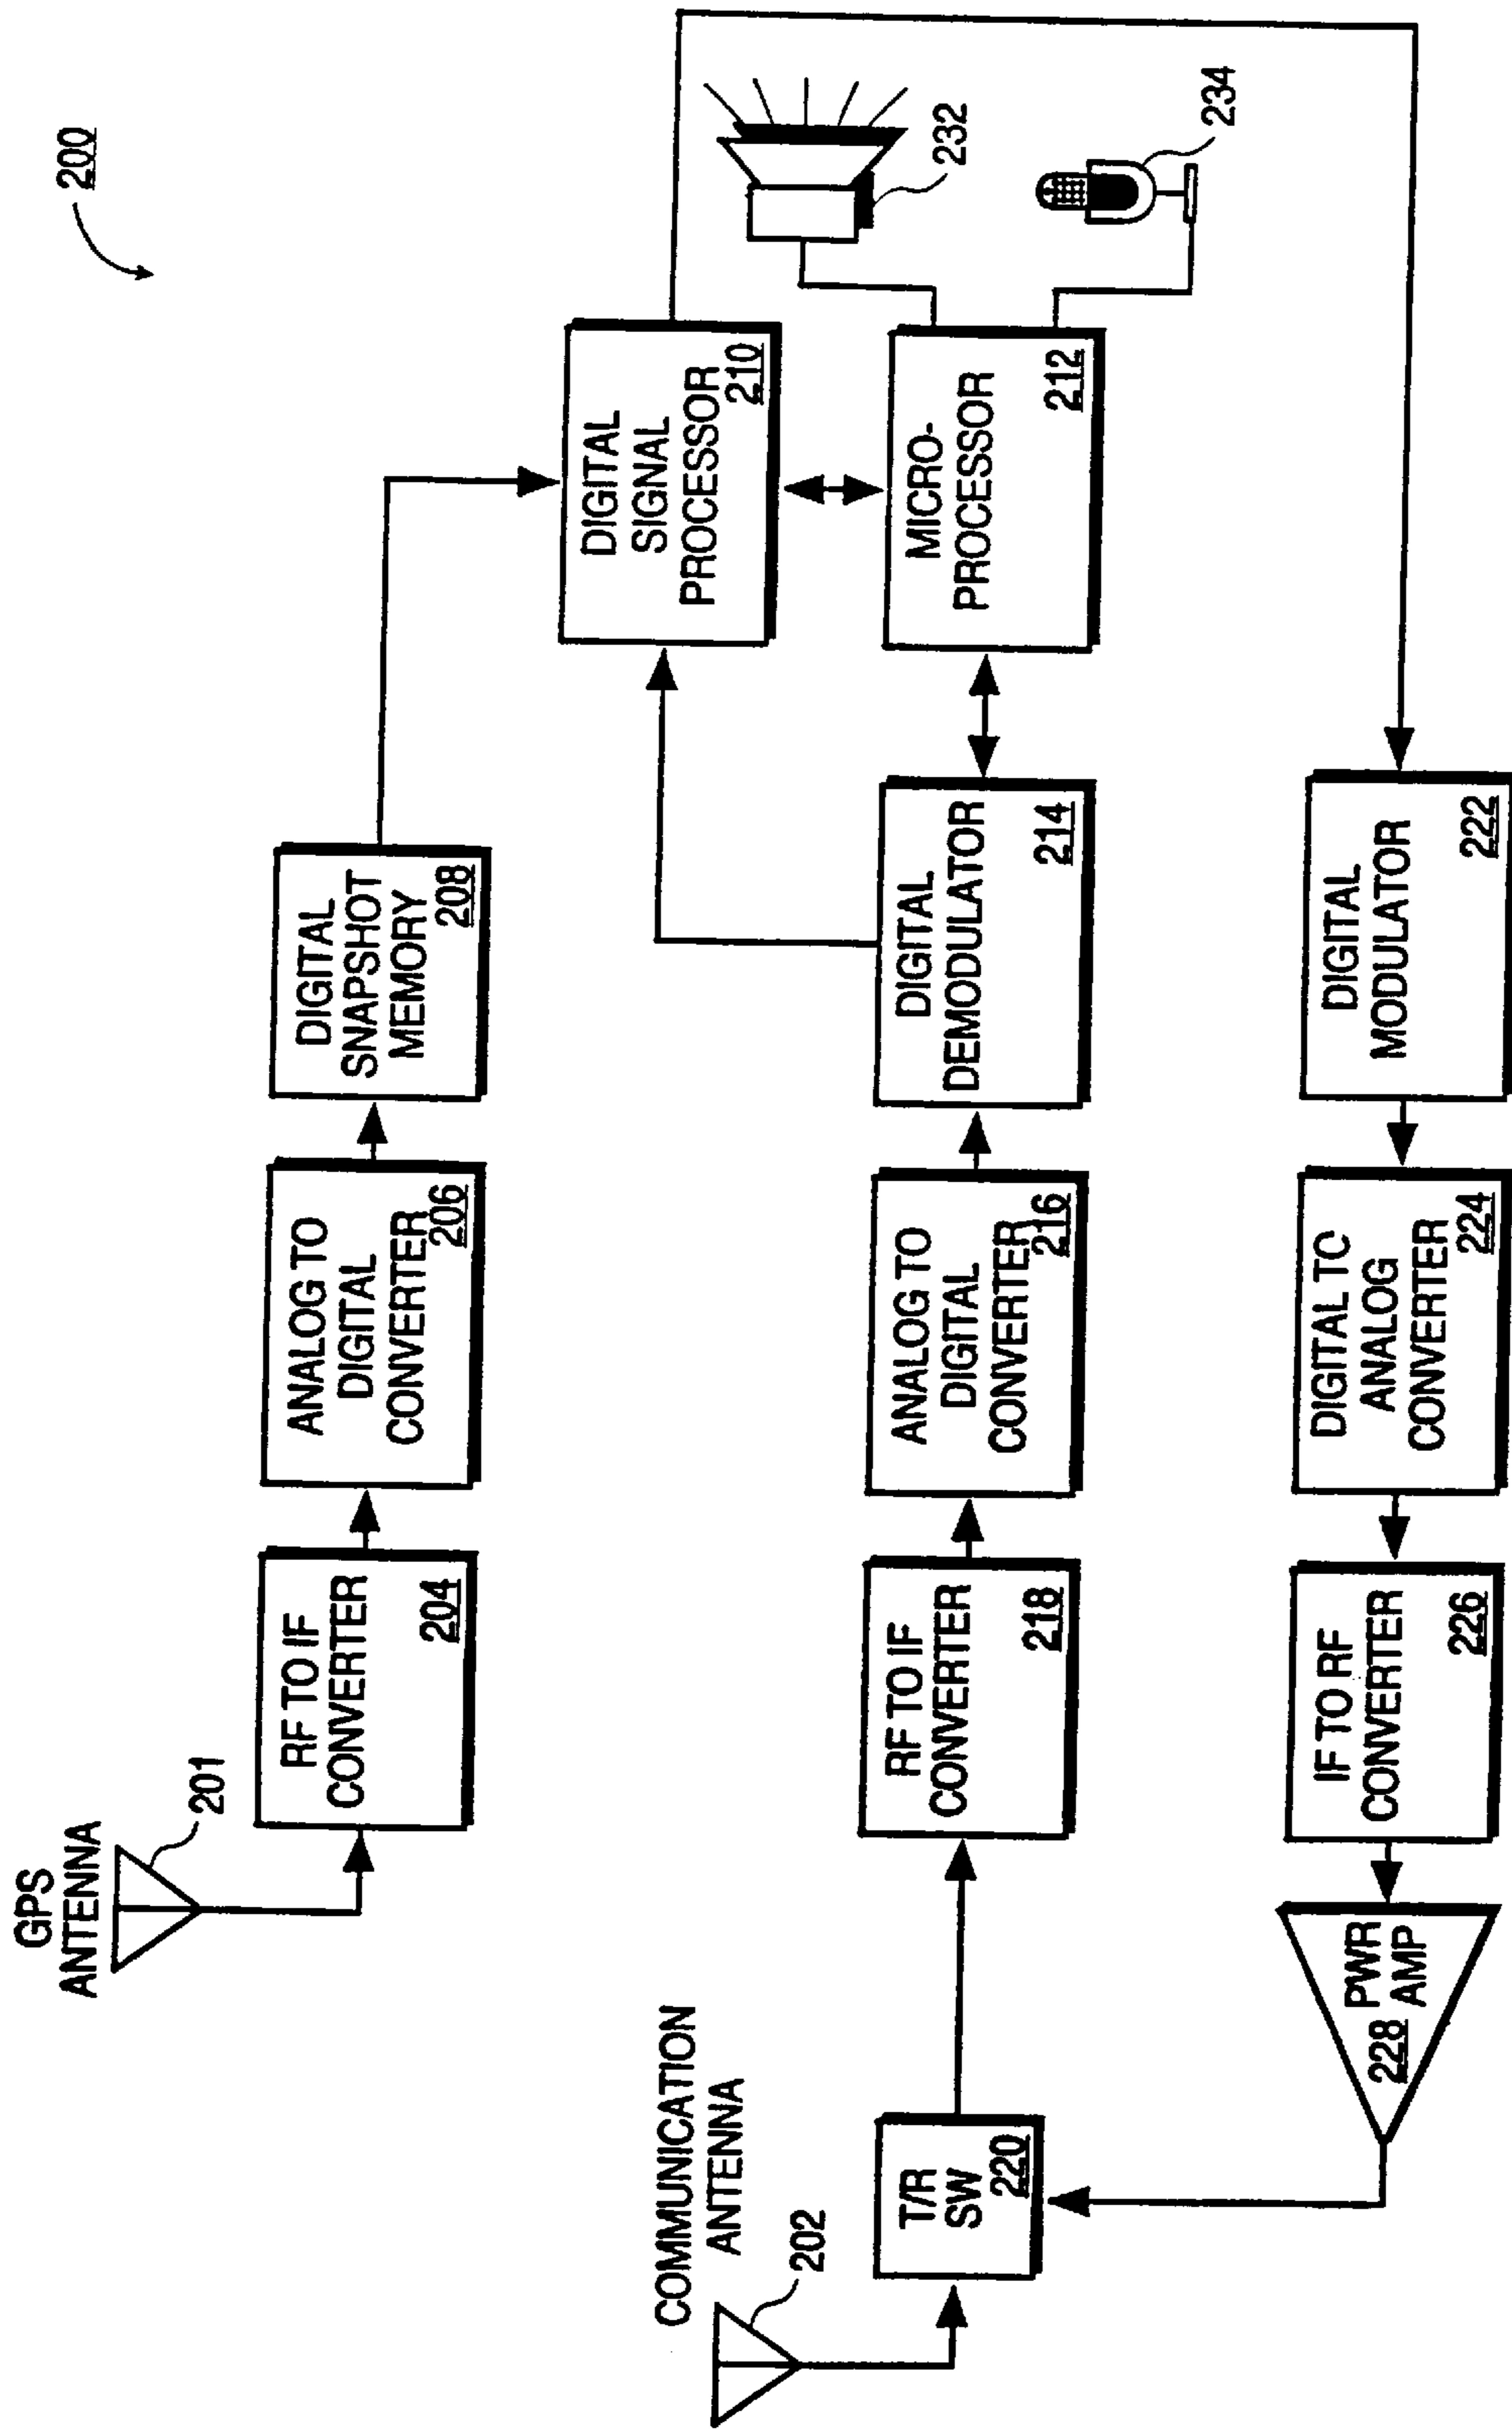 200
GPS
ANTENNA
201
RF TO IF
CONVERTER
204
ANALOG TO
DIGITAL
CONVERTER
206
DIGITAL
SNAPSHOT
MEMORY
208
DIGITAL
SIGNAL
PROCESSOR
210
232
COMMUNICATION
ANTENNA
202
T/R
SW
220
RF TO IF
CONVERTER
218
ANALOG TO
DIGITAL
CONVERTER
216
DIGITAL
DEMODULATOR
214
MICRO-
PROCESSOR
212
234
228 PWR
AMP
IF TO RF
CONVERTER
226
DIGITAL TO
ANALOG
CONVERTER
224
DIGITAL
MODULATOR
222